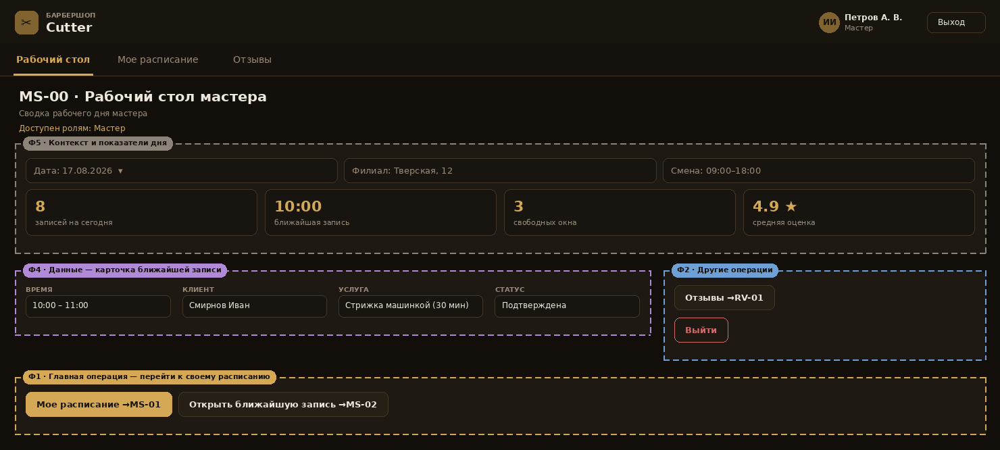 БАРБЕРШОП
✂ Cutter
ИИ Петров А. В.
Мастер
Выход
Рабочий стол Мое расписание Отзывы
MS-00 · Рабочий стол мастера
Сводка рабочего дня мастера
Доступен ролям: Мастер
Ф5 · Контекст и показатели дня
Дата: 17.08.2026 ▾ Филиал: Тверская, 12 Смена: 09:00–18:00
8 10:00 3 4.9 ★
записей на сегодня ближайшая запись свободных окна средняя оценка
Ф4 · Данные — карточка ближайшей записи
ВРЕМЯ КЛИЕНТ УСЛУГА СТАТУС
10:00 – 11:00 Смирнов Иван Стрижка машинкой (30 мин) Подтверждена
Ф2 · Другие операции
Отзывы →RV-01
Выйти
Ф1 · Главная операция — перейти к своему расписанию
Мое расписание →MS-01 Открыть ближайшую запись →MS-02